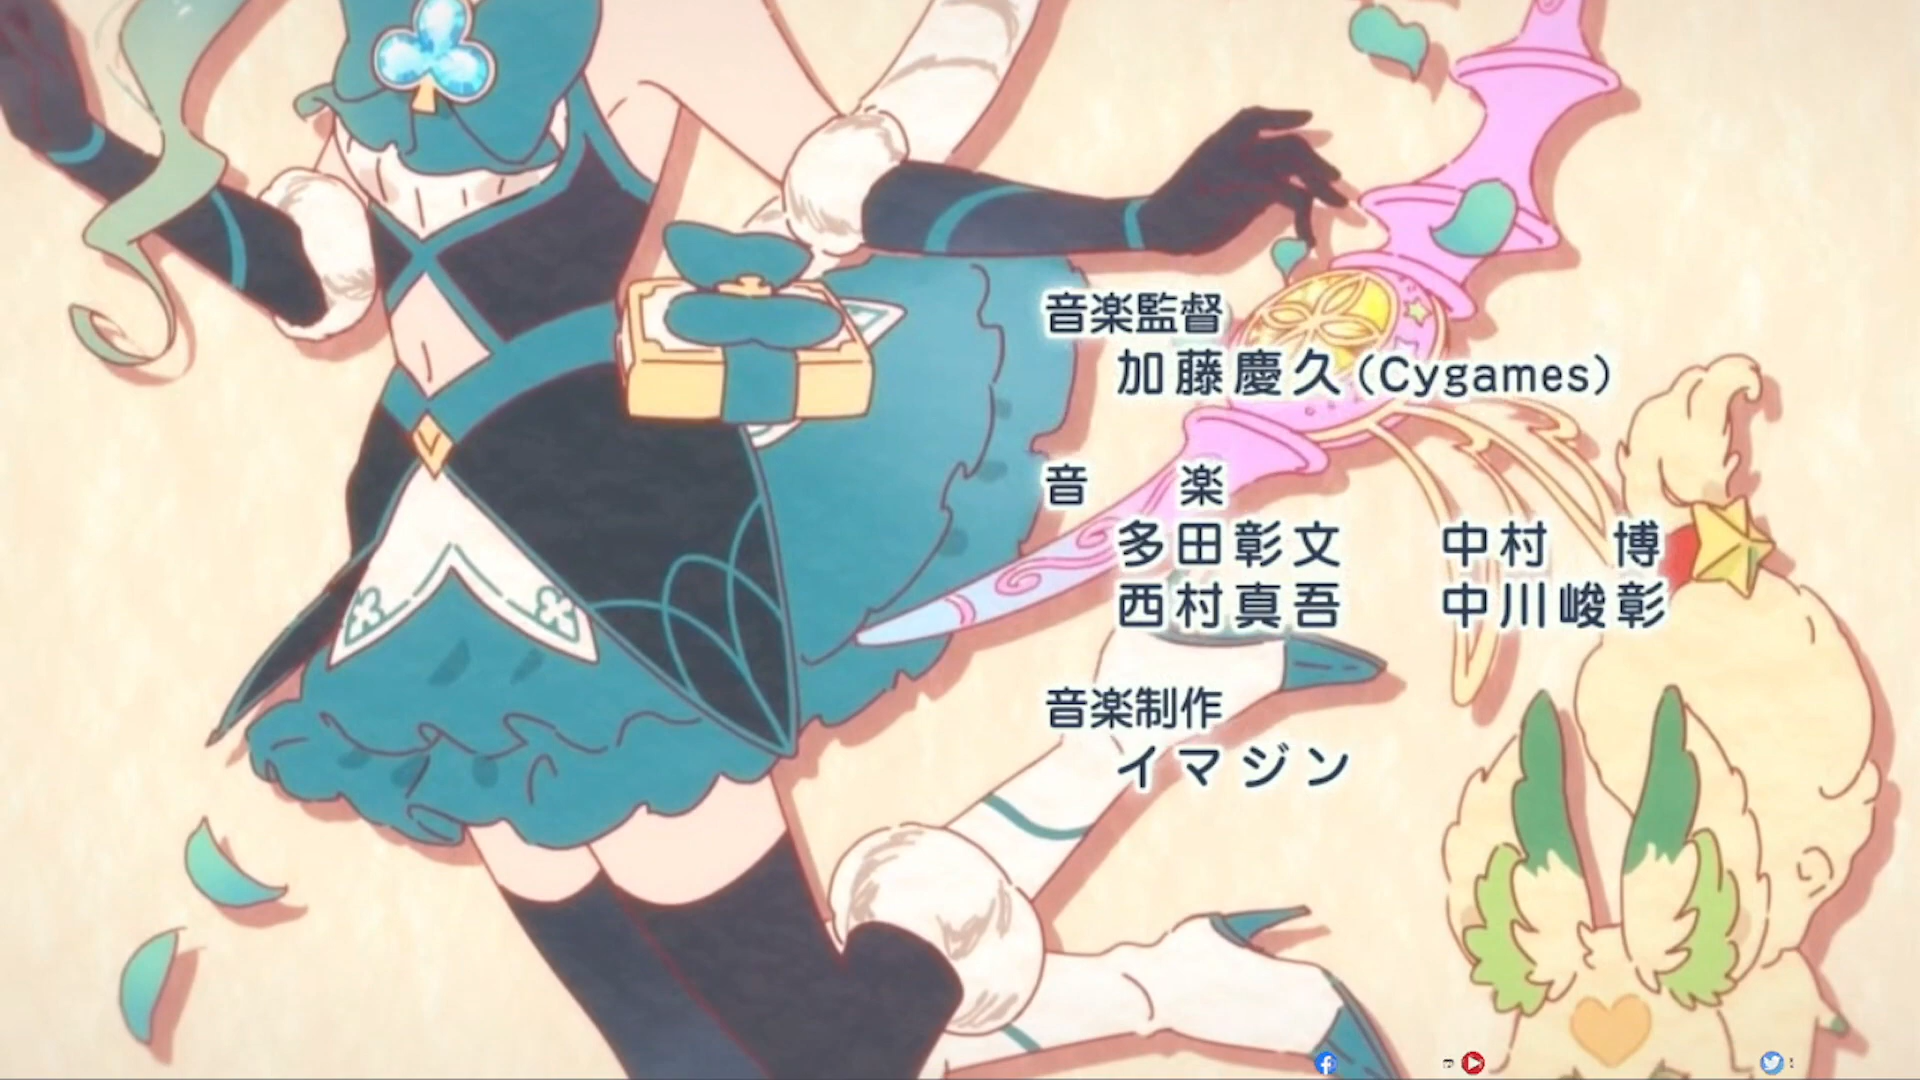 音楽監督
加藤慶久(Cygames)
音　楽
多田彰文　中村　博
西村真吾　中川峻彰
音楽制作
イマジン